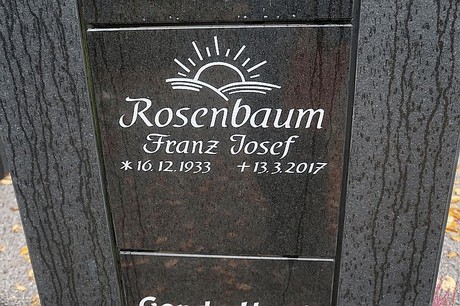 Rosenbaum
Franz Josef
*16.12.1933 +13.3.2017